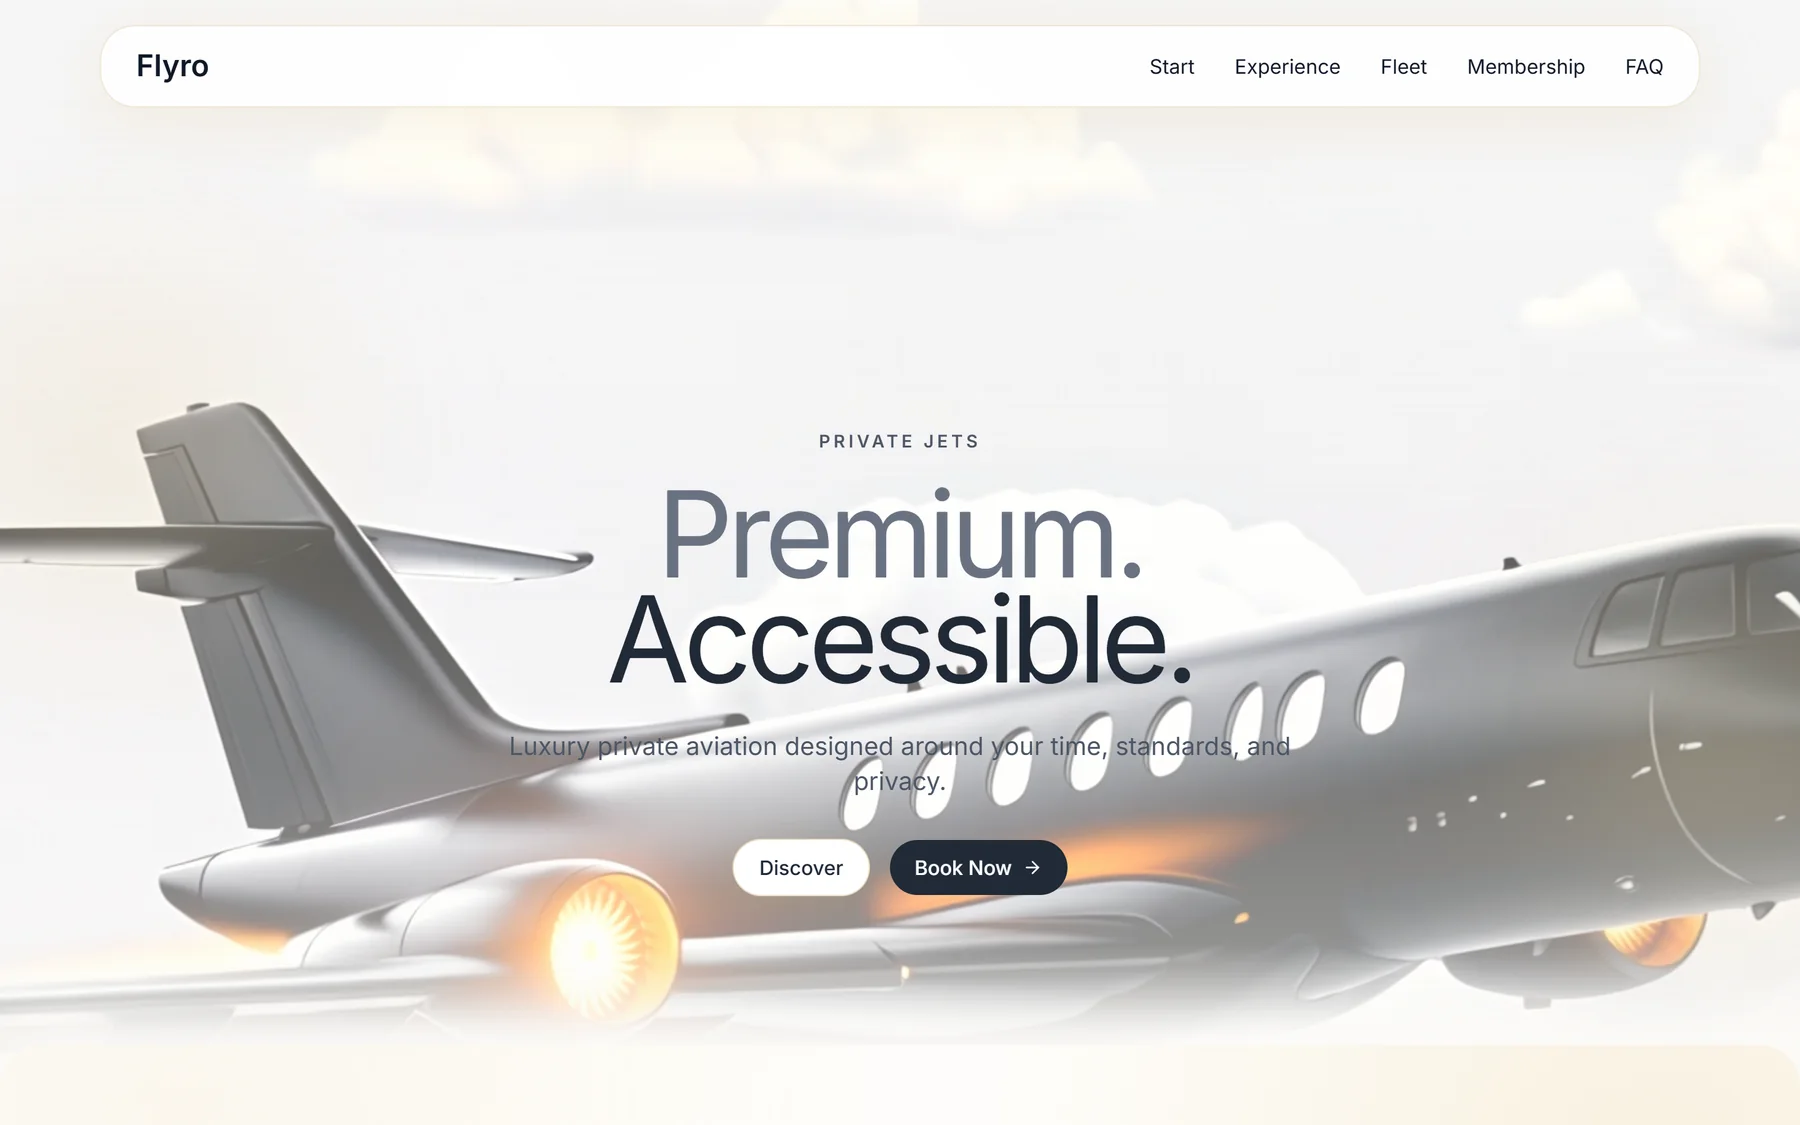 Flyro
Start Experience Fleet Membership FAQ
PRIVATE JETS
Premium.
Accessible.
Luxury private aviation designed around your time, standards, and
privacy.
Discover
Book Now →